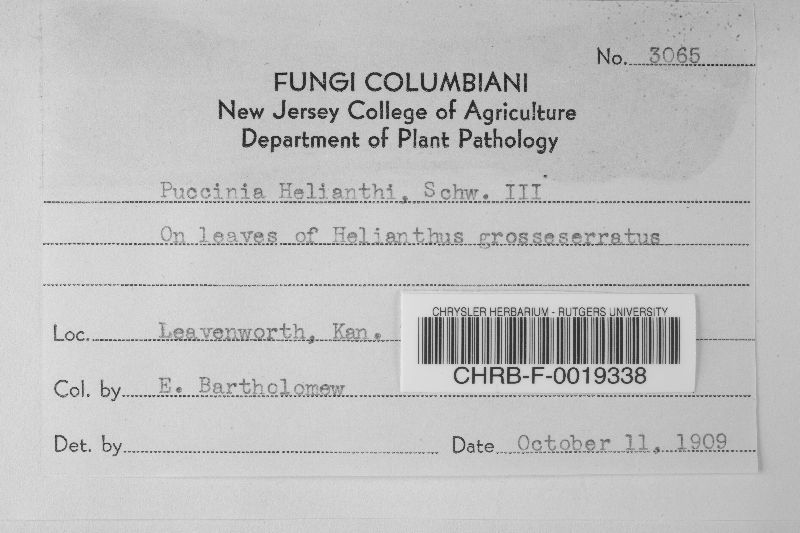 No. 3065
FUNGI COLUMBIANI
New Jersey College of Agriculture
Department of Plant Pathology
Puccinia Helianthi, Schw. III
On leaves of Helianthus grosseserratus
Loc. Leavenworth, Kan.
CHRYSLER HERBARIUM - RUTGERS UNIVERSITY
CHRB-F-0019338
Col. by E. Bartholomew
Det. by
Date October 11, 1909